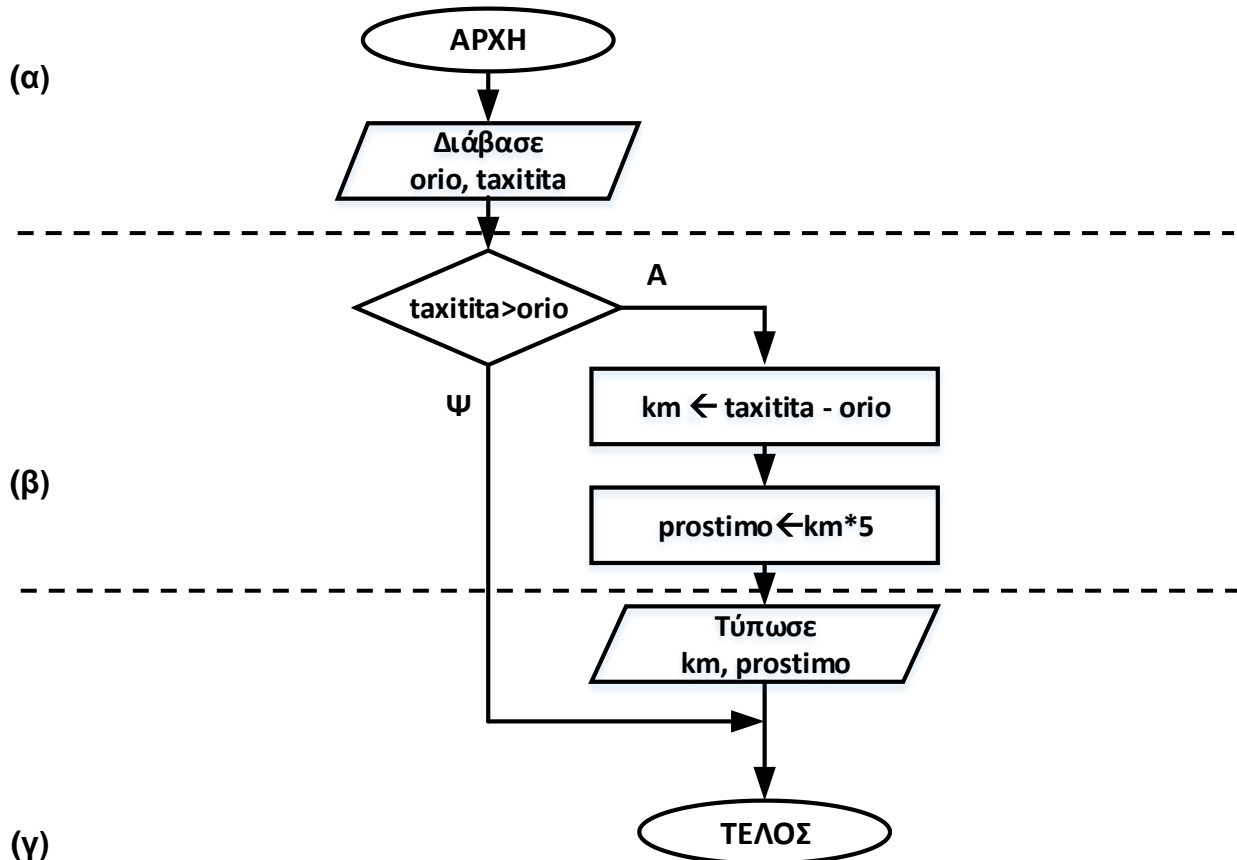 ΑΡΧΗ
(α)
Διάβασε
orio, taxitita
Α
taxitita>orio
km ← taxitita - orio
Ψ
(β)
prostimo←km*5
Τύπωσε
km, prostimo
ΤΕΛΟΣ
(γ)